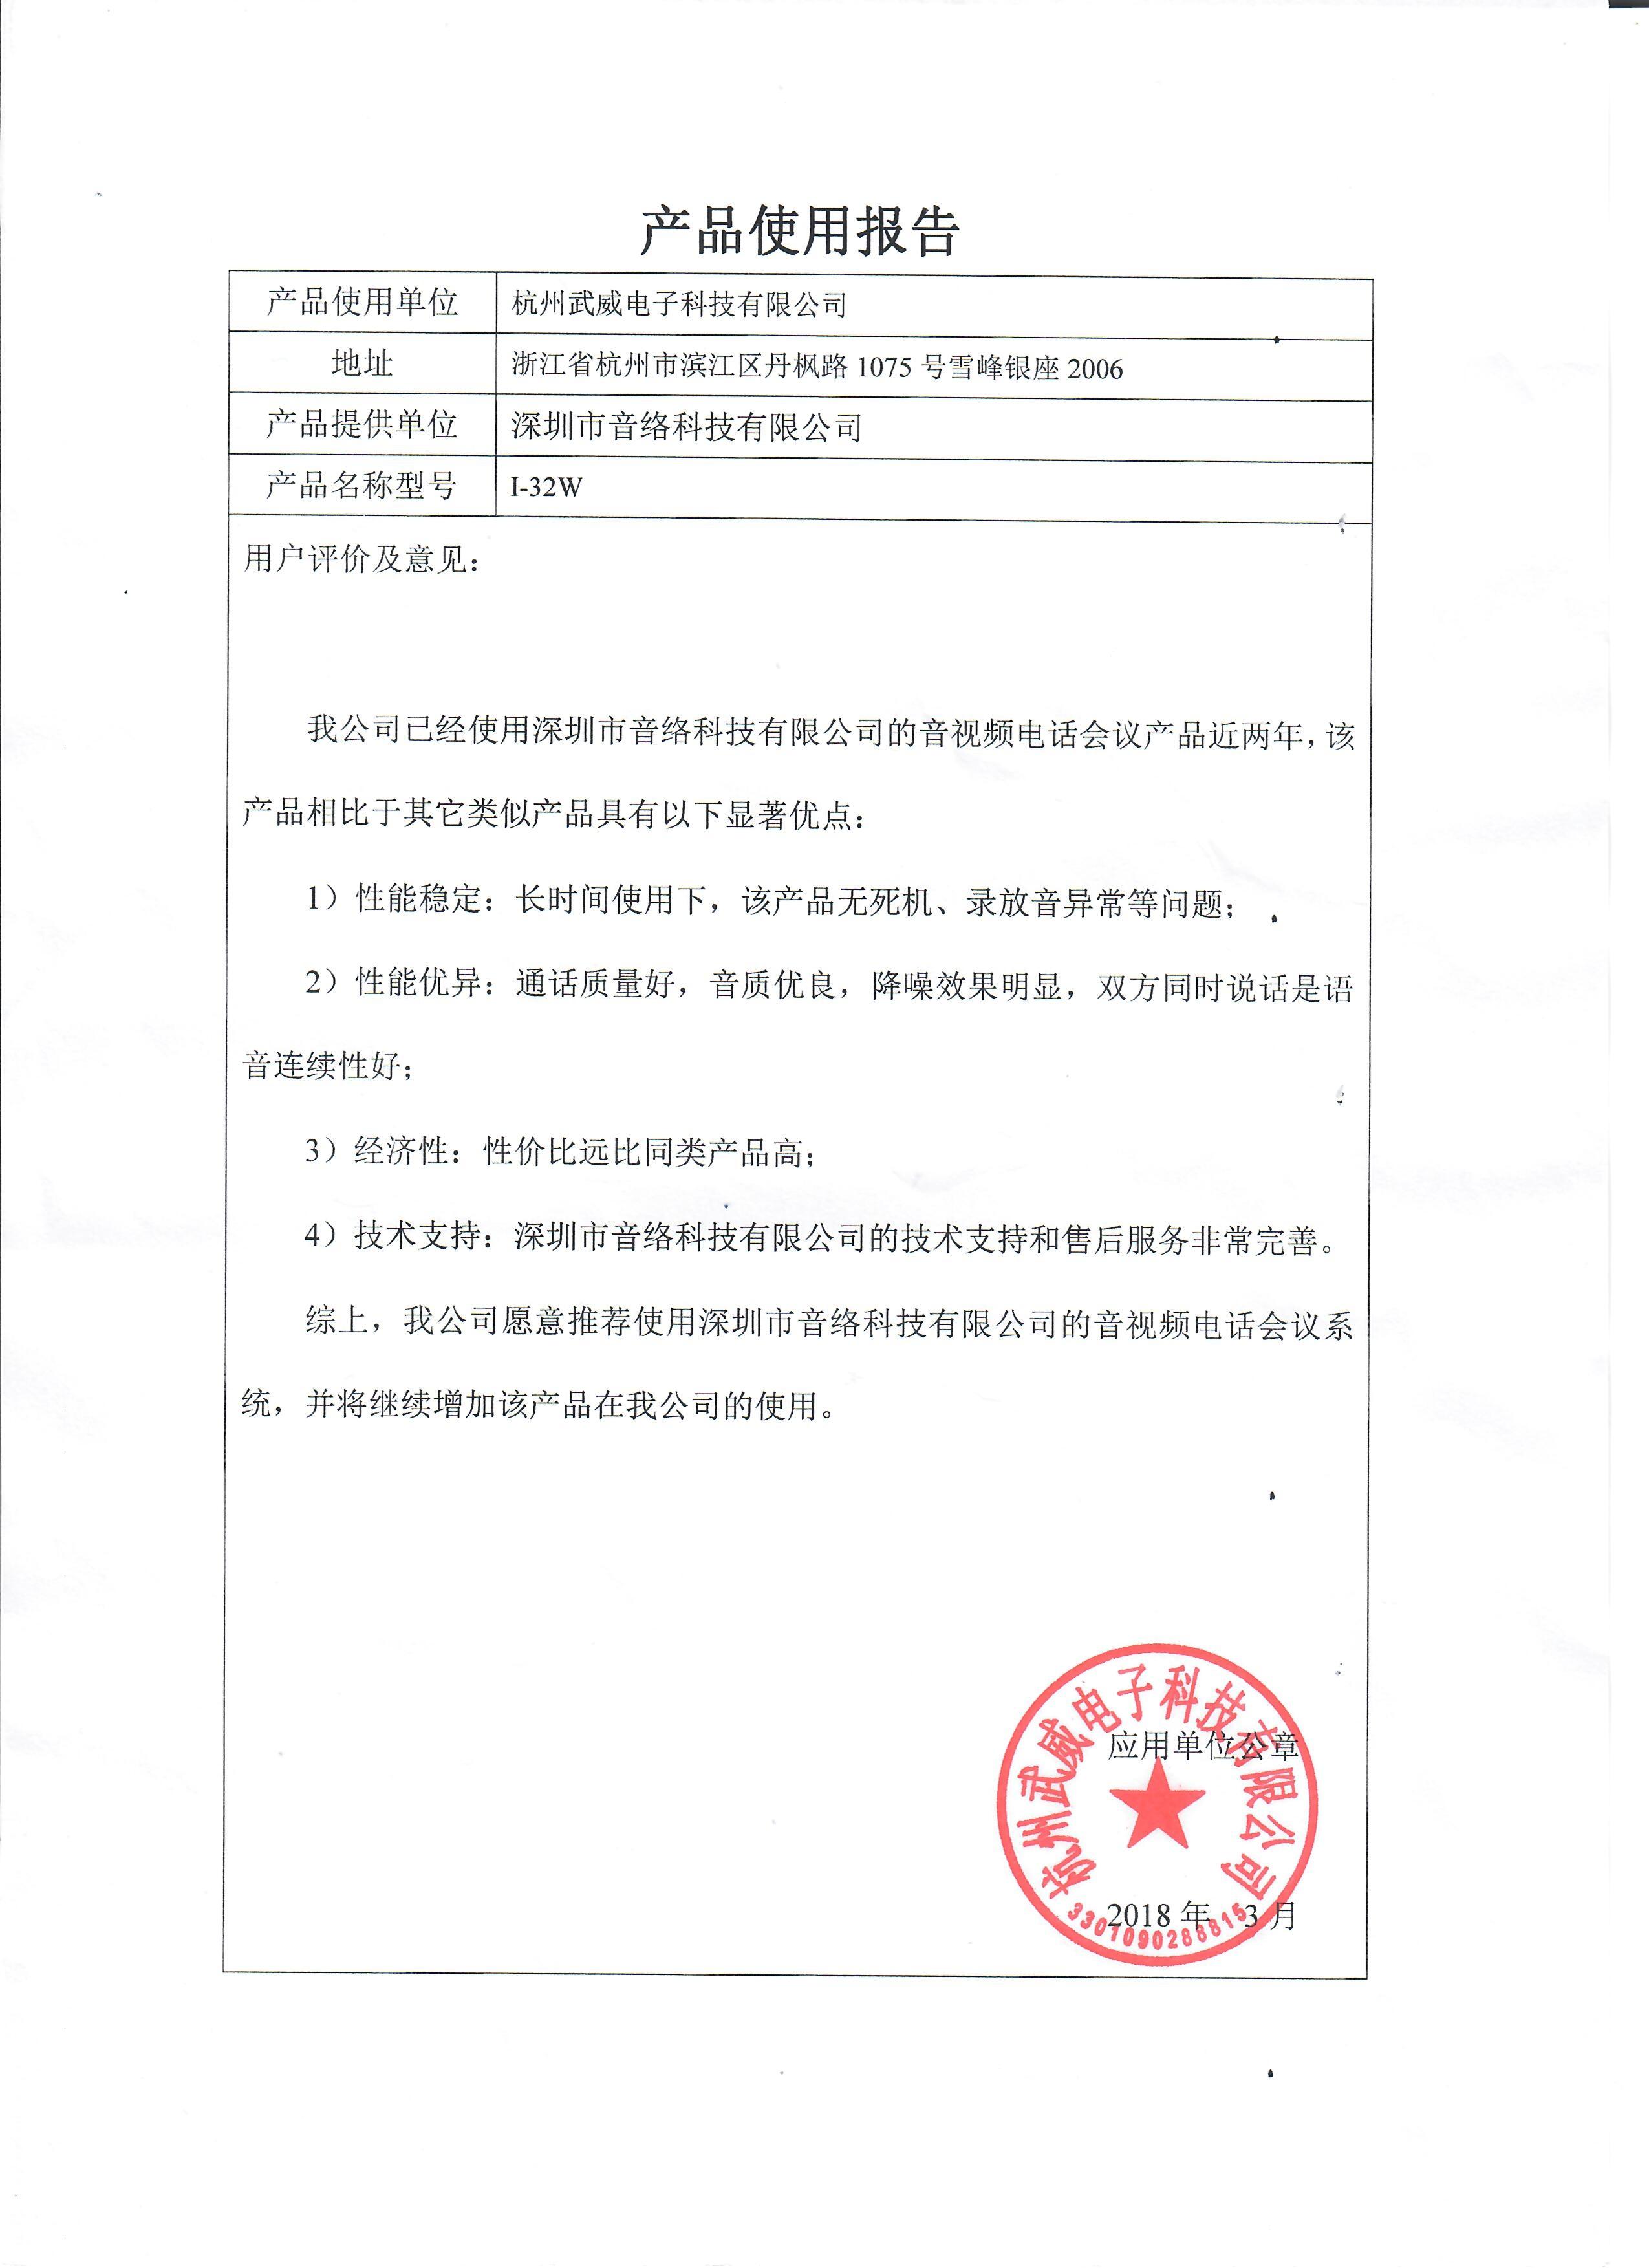 产品使用报告
产品使用单位 杭州武威电子科技有限公司
地址 浙江省杭州市滨江区丹枫路 1075 号雪峰银座 2006
产品提供单位 深圳市音络科技有限公司
产品名称型号 I-32W
用户评价及意见：
我公司已经使用深圳市音络科技有限公司的音视频电话会议产品近两年，该
产品相比于其它类似产品具有以下显著优点：
1）性能稳定：长时间使用下，该产品无死机、录放音异常等问题；
2）性能优异：通话质量好，音质优良，降噪效果明显，双方同时说话是语
音连续性好；
3）经济性：性价比远比同类产品高；
4）技术支持：深圳市音络科技有限公司的技术支持和售后服务非常完善。
综上，我公司愿意推荐使用深圳市音络科技有限公司的音视频电话会议系
统，并将继续增加该产品在我公司的使用。
杭州武威电子科技有限公司
应用单位公章
2018 年 3 月
3301090288815